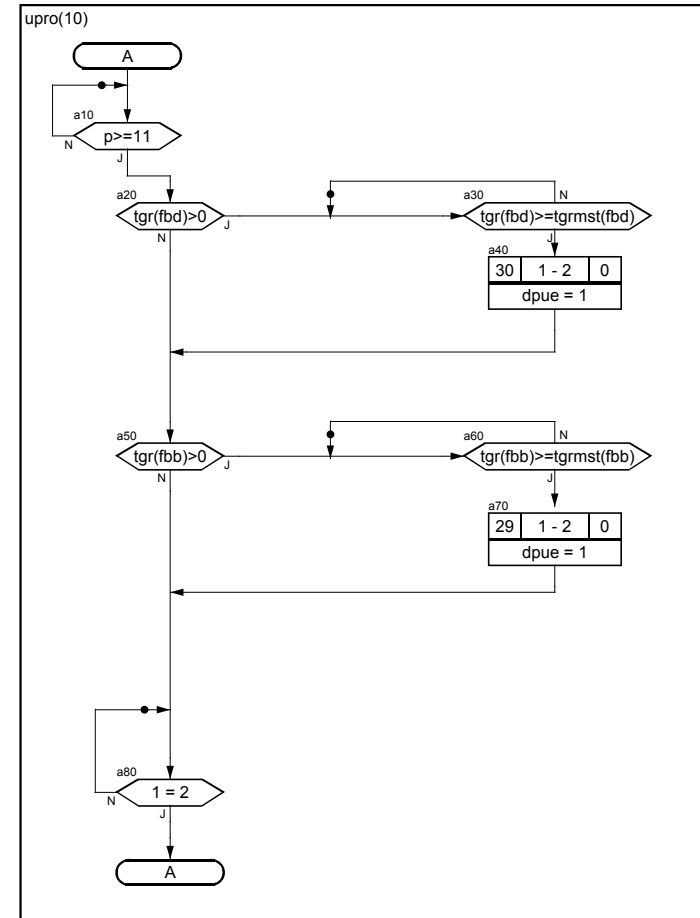 upro(10)
A
a10
p>=11
N
J
a20
tgr(fbd)>0
J
N
a30
N
tgr(fbd)>=tgrmst(fbd)
J
a40
30 1 - 2 0
dpue = 1
a50
tgr(fbb)>0
J
N
a60
N
tgr(fbb)>=tgrmst(fbb)
J
a70
29 1 - 2 0
dpue = 1
a80
1 = 2
N
J
A